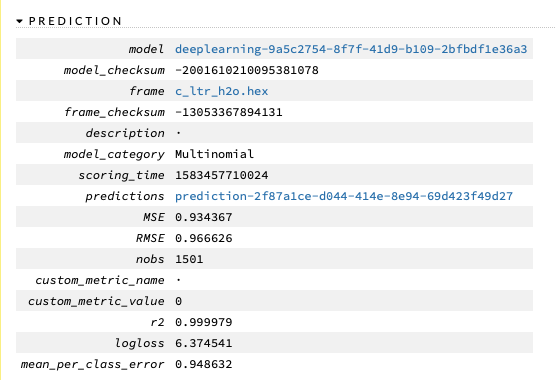 PREDICTION
model deeplearning-9a5c2754-8f7f-41d9-b109-2bfbdf1e36a3
model_checksum -2001610210095381078
frame c_ltr_h2o.hex
frame_checksum -13053367894131
description ·
model_category Multinomial
scoring_time 1583457710024
predictions prediction-2f87a1ce-d044-414e-8e94-69d423f49d27
MSE 0.934367
RMSE 0.966626
nobs 1501
custom_metric_name ·
custom_metric_value 0
r2 0.999979
logloss 6.374541
mean_per_class_error 0.948632